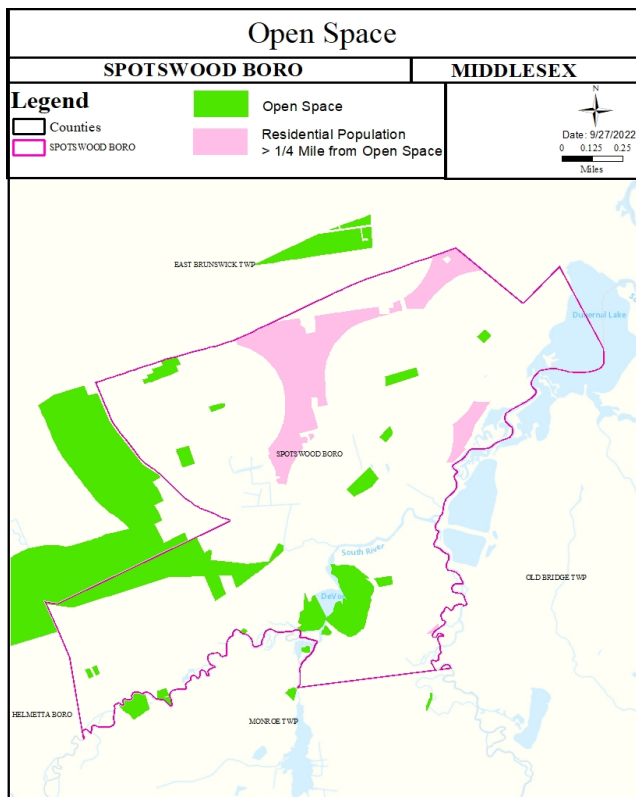 Open Space
SPOTSWOOD BORO
MIDDLESEX
Legend
Counties
SPOTSWOOD BORO
Open Space
Residential Population
> 1/4 Mile from Open Space
N
Date: 9/27/2022
0 0.125 0.25
Miles
EAST BRUNSWICK TWP
Duhernal Lake
SPOTSWOOD BORO
South River
OLD BRIDGE TWP
HELMETTA BORO
MONROE TWP